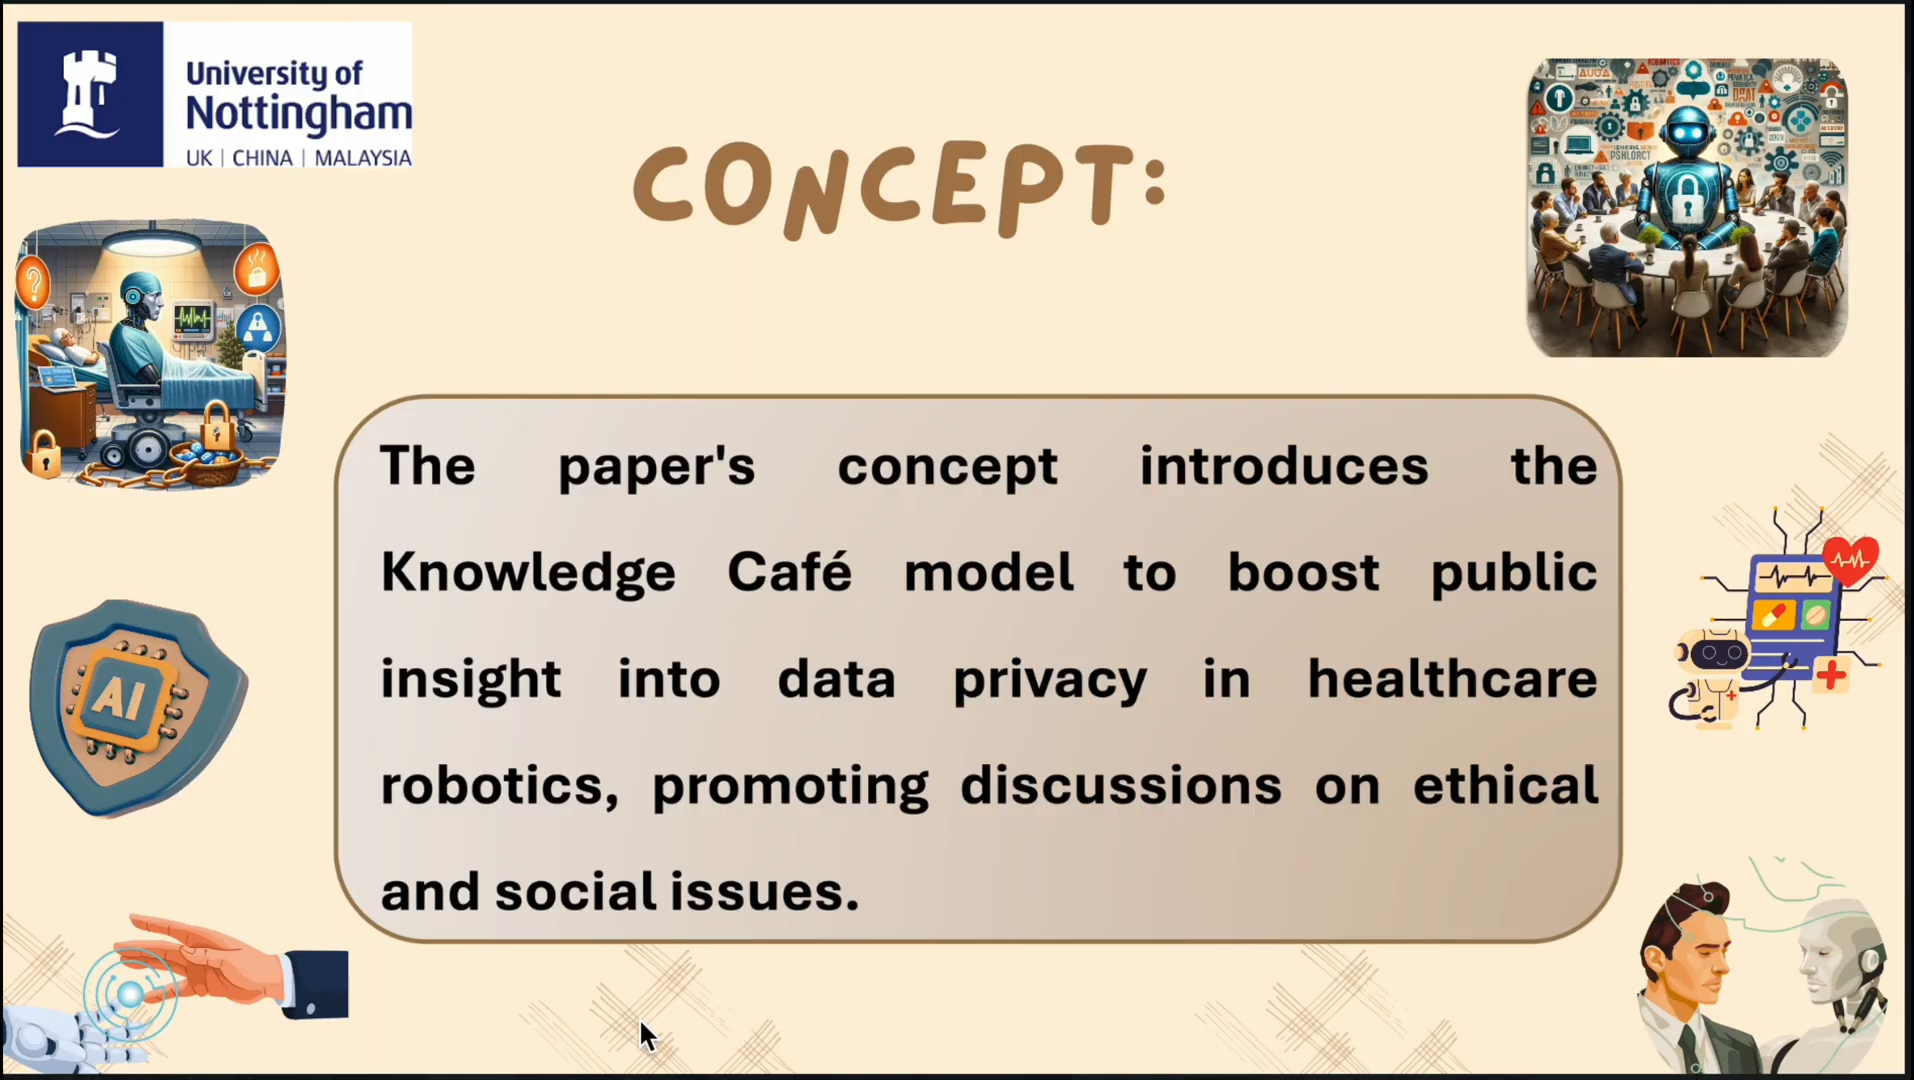 University of
Nottingham
UK | CHINA | MALAYSIA
CONCEPT:
The paper's concept introduces the
Knowledge Café model to boost public
insight into data privacy in healthcare
robotics, promoting discussions on ethical
and social issues.
AI